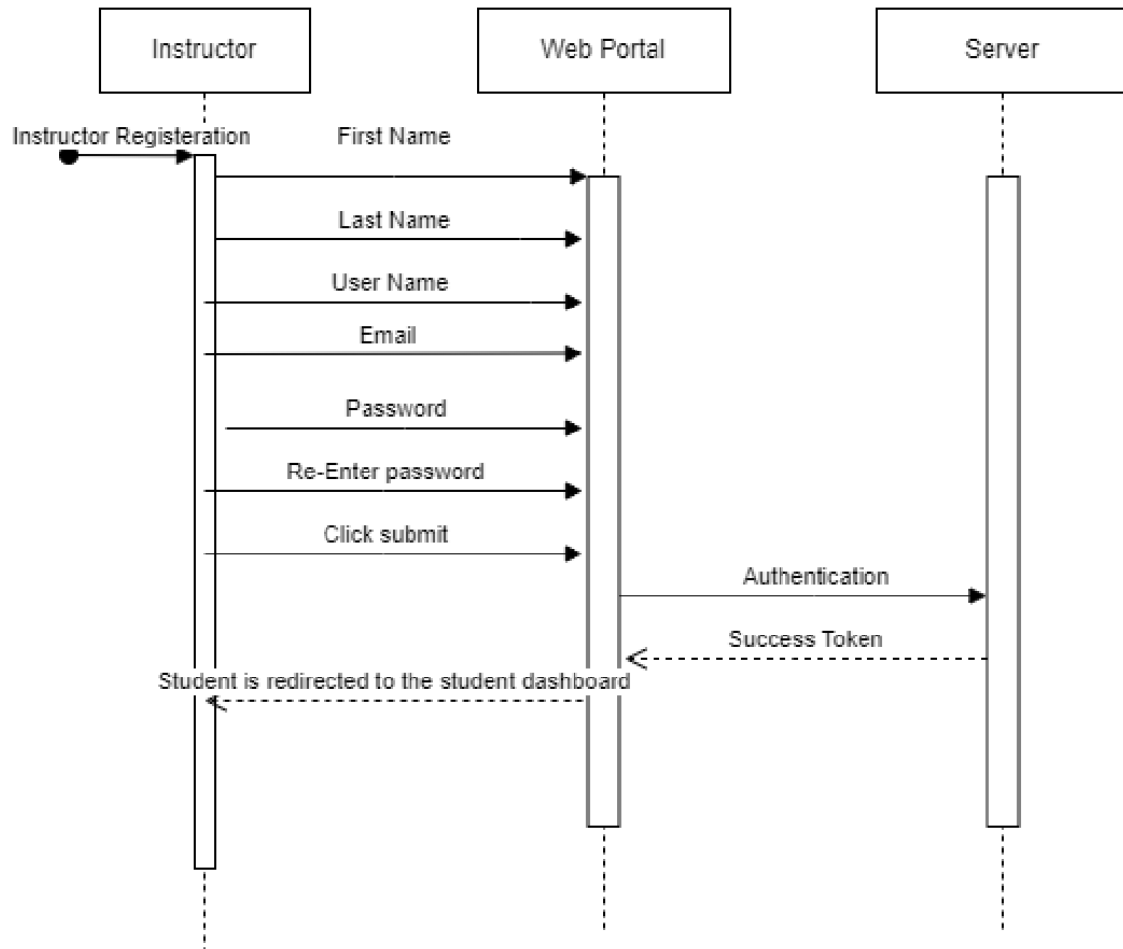 Instructor
Web Portal
Server
Instructor Registeration
First Name
Last Name
User Name
Email
Password
Re-Enter password
Click submit
Authentication
Success Token
Student is redirected to the student dashboard